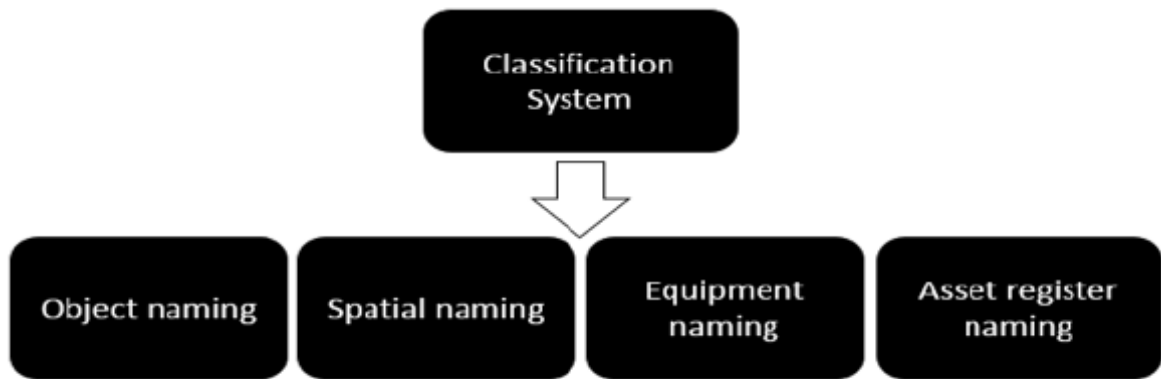 Classification
System
Object naming
Spatial naming
Equipment
naming
Asset register
naming